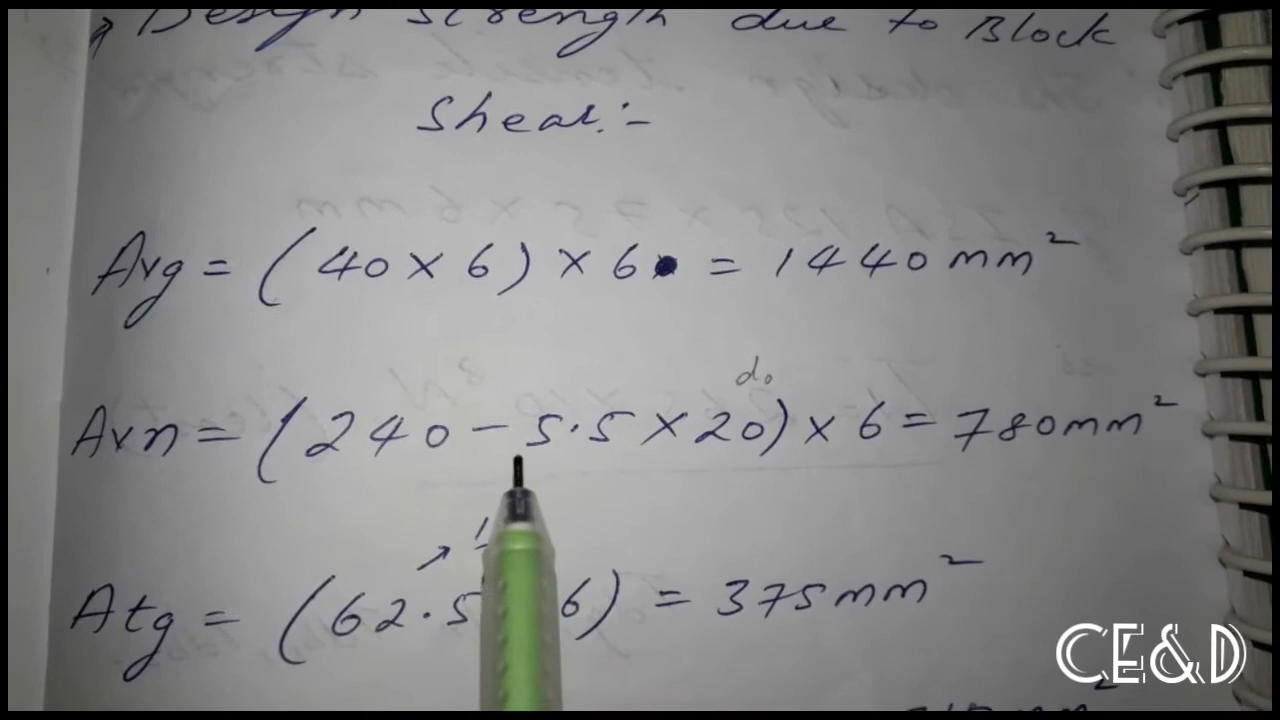 → Design Strength due to Block
Shear:-
Avg = (40 × 6) × 6 = 1440 mm²
do
Avn = (240 - 5.5 × 20) × 6 = 780 mm²
Atg = (62.5 6) = 375 mm²
CE&D